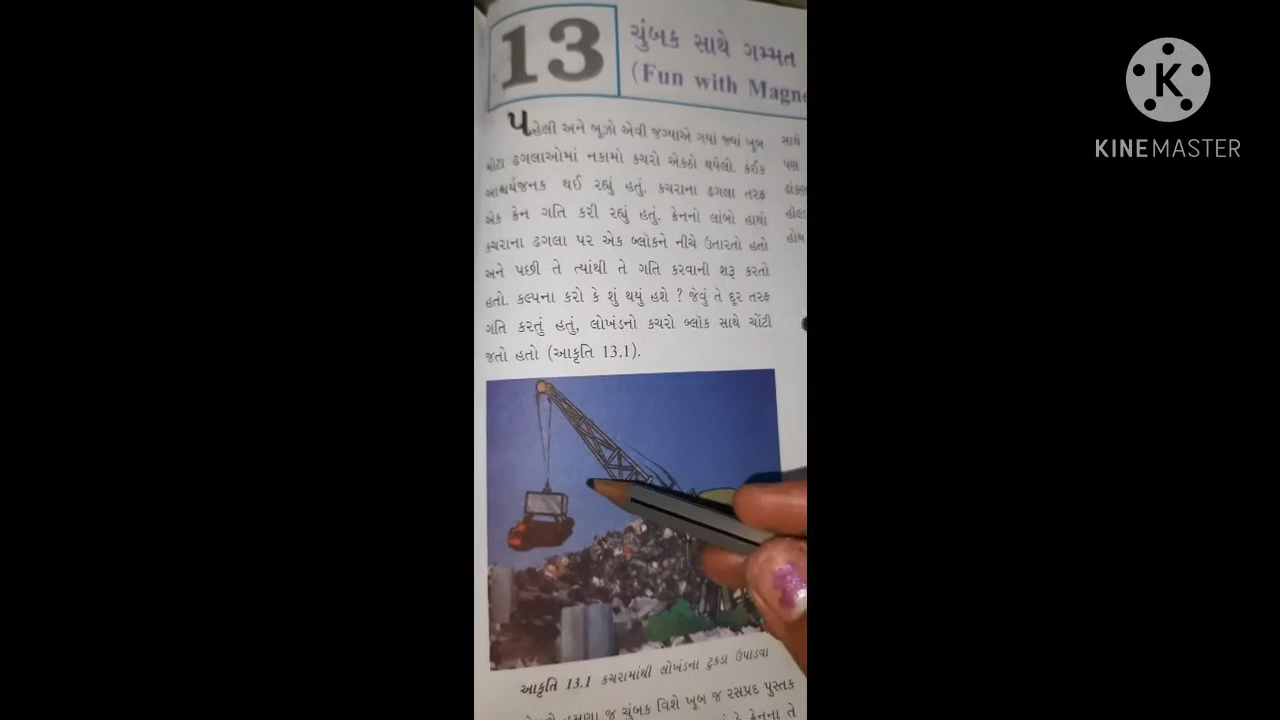 13
ચુંબક સાથે ગમ્મત
(Fun with Magne
પહેલી અને બૂઝો એવી જગ્યાએ ગયાં જ્યાં ખૂબ
મોટા ઢગલાઓમાં નકામો કચરો એકઠો થયેલો. કંઈક
આશ્ચર્યજનક થઈ રહ્યું હતું. કચરાના ઢગલા તરફ
એક ક્રેન ગતિ કરી રહ્યું હતું. ક્રેનનો લાંબો હાથો
કચરાના ઢગલા પર એક બ્લૉકને નીચે ઉતારતો હતો
અને પછી તે ત્યાંથી તે ગતિ કરવાની શરૂ કરતો
હતો. કલ્પના કરો કે શું થયું હશે ? જેવું તે દૂર તરફ
ગતિ કરતું હતું, લોખંડનો કચરો બ્લૉક સાથે ચોંટી
જતો હતો (આકૃતિ 13.1).
સાથે
પણ
આકૃતિ 13.1 કચરામાંથી લોખંડના ટુકડા ઉપાડવા
જ ચુંબક વિશે ખૂબ જ રસપ્રદ પુસ્તક
કે ક્રેનના તે
K
KINEMASTER